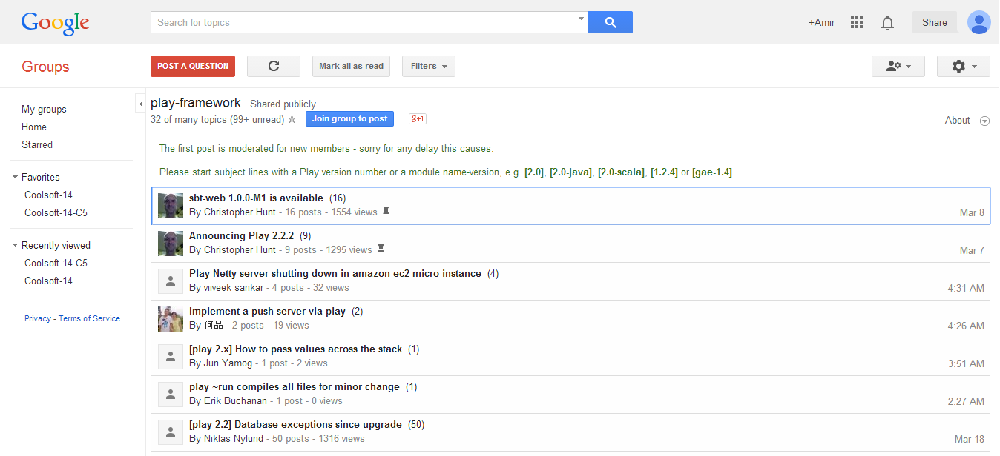 Google
Search for topics
+Amir
Share
Groups
POST A QUESTION
Mark all as read
Filters
My groups
Home
Starred
Favorites
Coolsoft-14
Coolsoft-14-C5
Recently viewed
Coolsoft-14-C5
Coolsoft-14
Privacy - Terms of Service
play-framework Shared publicly
32 of many topics (99+ unread)
Join group to post
g+1
About
The first post is moderated for new members - sorry for any delay this causes.
Please start subject lines with a Play version number or a module name-version, e.g. [2.0], [2.0-java], [2.0-scala], [1.2.4] or [gae-1.4].
sbt-web 1.0.0-M1 is available (16)
By Christopher Hunt - 16 posts - 1554 views
Mar 8
Announcing Play 2.2.2 (9)
By Christopher Hunt - 9 posts - 1295 views
Mar 7
Play Netty server shutting down in amazon ec2 micro instance (4)
By viiveek sankar - 4 posts - 32 views
4:31 AM
Implement a push server via play (2)
By 何品 - 2 posts - 19 views
4:26 AM
[play 2.x] How to pass values across the stack (1)
By Jun Yamog - 1 post - 2 views
3:51 AM
play ~run compiles all files for minor change (1)
By Erik Buchanan - 1 post - 0 views
2:27 AM
[play-2.2] Database exceptions since upgrade (50)
By Niklas Nylund - 50 posts - 1316 views
Mar 18